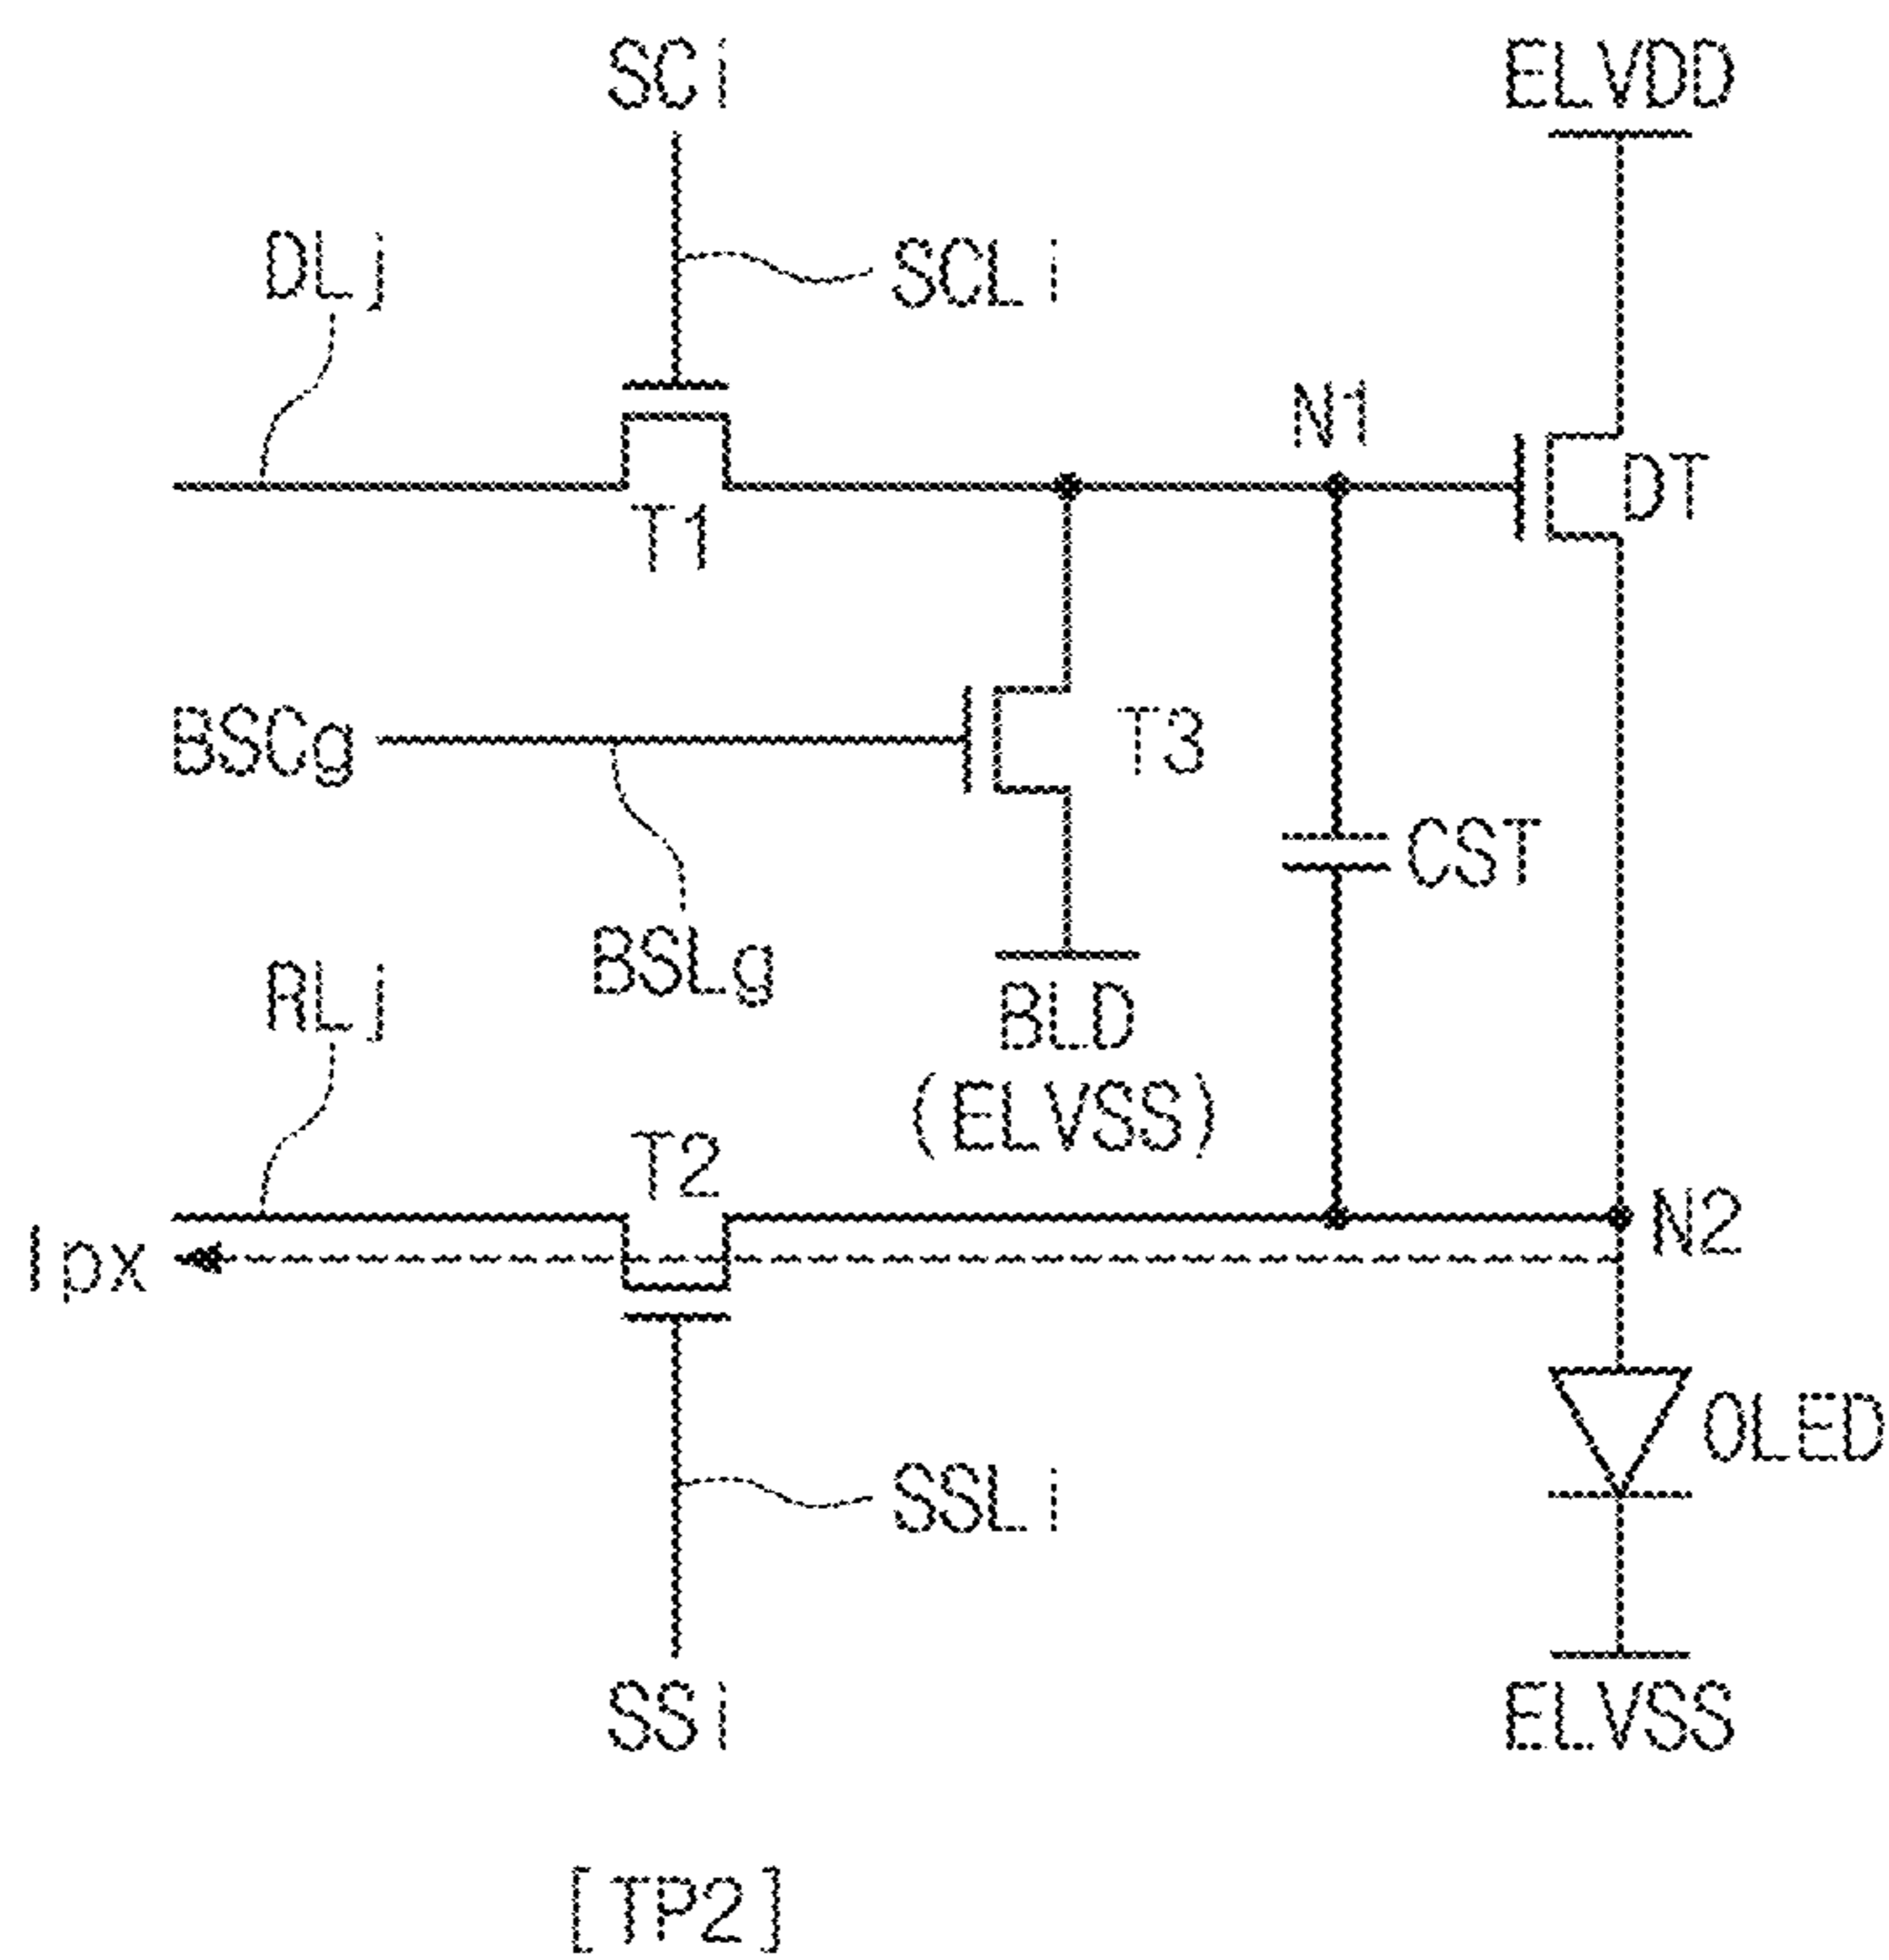 SCi
ELVDD
DLj
SCLi
N1
DT
T1
BSCg
T3
CST
BSLg
RLj
BLD
(ELVSS)
T2
N2
Ipx
OLED
SSLi
SSi
ELVSS
[TP2]